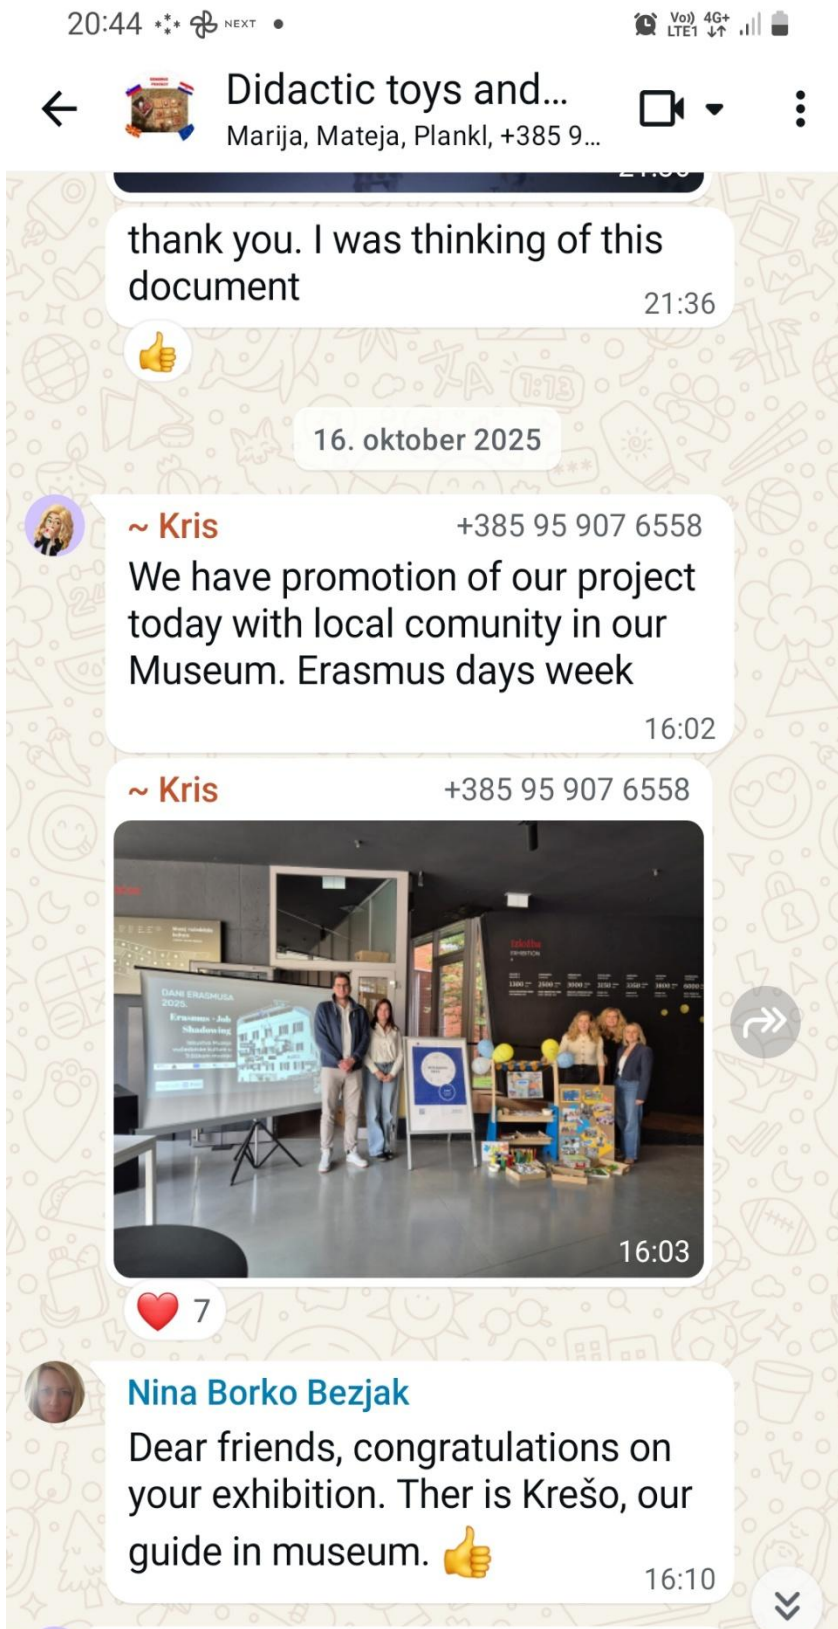 20:44 NEXT
Vo)) 4G+
LTE1
Didactic toys and...
Marija, Mateja, Plankl, +385 9...
thank you. I was thinking of this
document
21:36
16. oktober 2025
~ Kris +385 95 907 6558
We have promotion of our project
today with local comunity in our
Museum. Erasmus days week
16:02
~ Kris +385 95 907 6558
DANI ERASMUSA
2025.
Erasmus - Job
Shadowing
Izložba
EXHIBITION
16:03
7
Nina Borko Bezjak
Dear friends, congratulations on
your exhibition. Ther is Krešo, our
guide in museum. 👍
16:10